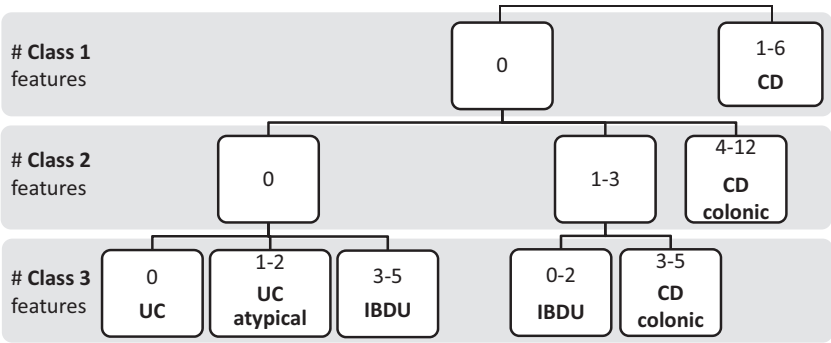 # Class 1
features
0
1-6
CD
# Class 2
features
0
1-3
4-12
CD
colonic
# Class 3
features
0
UC
1-2
UC
atypical
3-5
IBDU
0-2
IBDU
3-5
CD
colonic